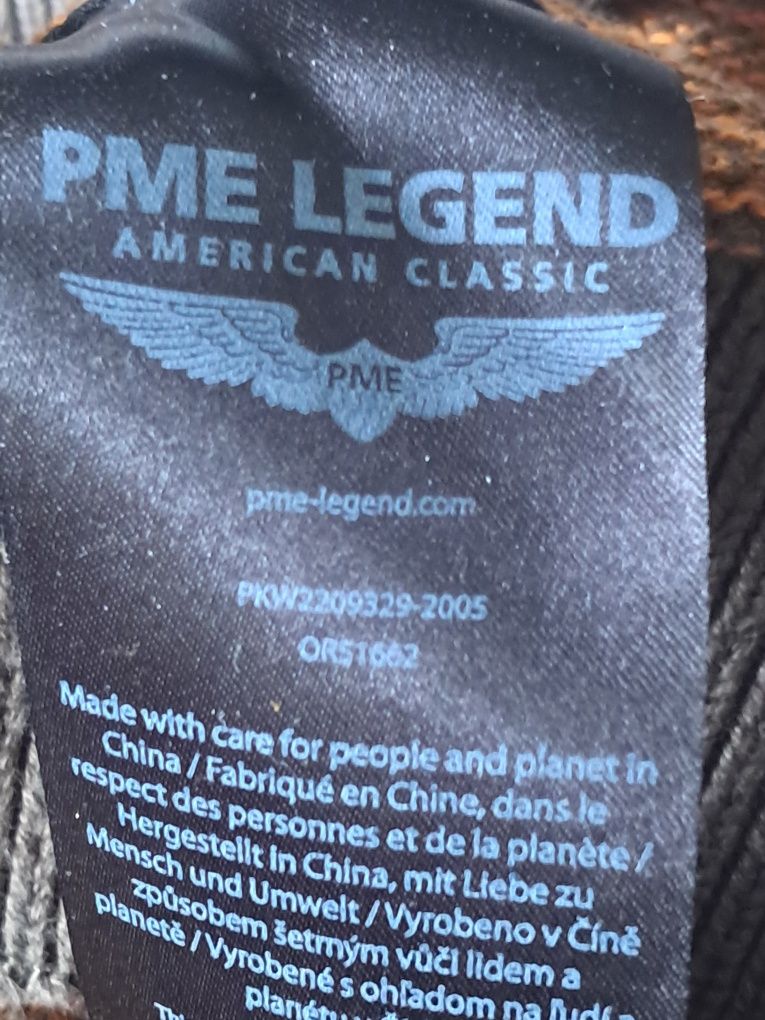 PME LEGEND
AMERICAN CLASSIC
PME
pme-legend.com
PKW2209329-2005
OR51662
Made with care for people and planet in
China / Fabriqué en Chine, dans le
respect des personnes et de la planète /
Hergestellt in China, mit Liebe zu
Mensch und Umwelt / Vyrobeno v Číně
způsobem šetrným vůči lidem a
planetě / Vyrobené s ohľadom na ľudí a
planétu